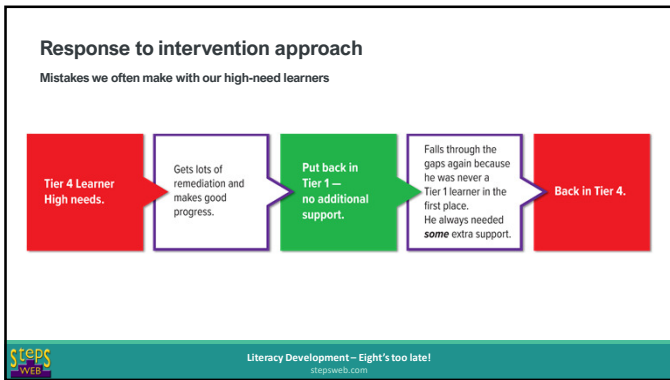 Response to intervention approach
Mistakes we often make with our high-need learners
Tier 4 Learner
High needs.
Gets lots of
remediation and
makes good
progress.
Put back in
Tier 1 —
no additional
support.
Falls through the
gaps again because
he was never a
Tier 1 learner in the
first place.
He always needed
some extra support.
Back in Tier 4.
StepS
WEB
Literacy Development – Eight's too late!
stepsweb.com